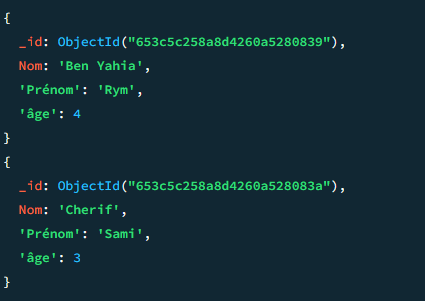 {
_id: ObjectId("653c5c258a8d4260a5280839"),
Nom: 'Ben Yahia',
'Prénom': 'Rym',
'âge': 4
}
{
_id: ObjectId("653c5c258a8d4260a528083a"),
Nom: 'Cherif',
'Prénom': 'Sami',
'âge': 3
}